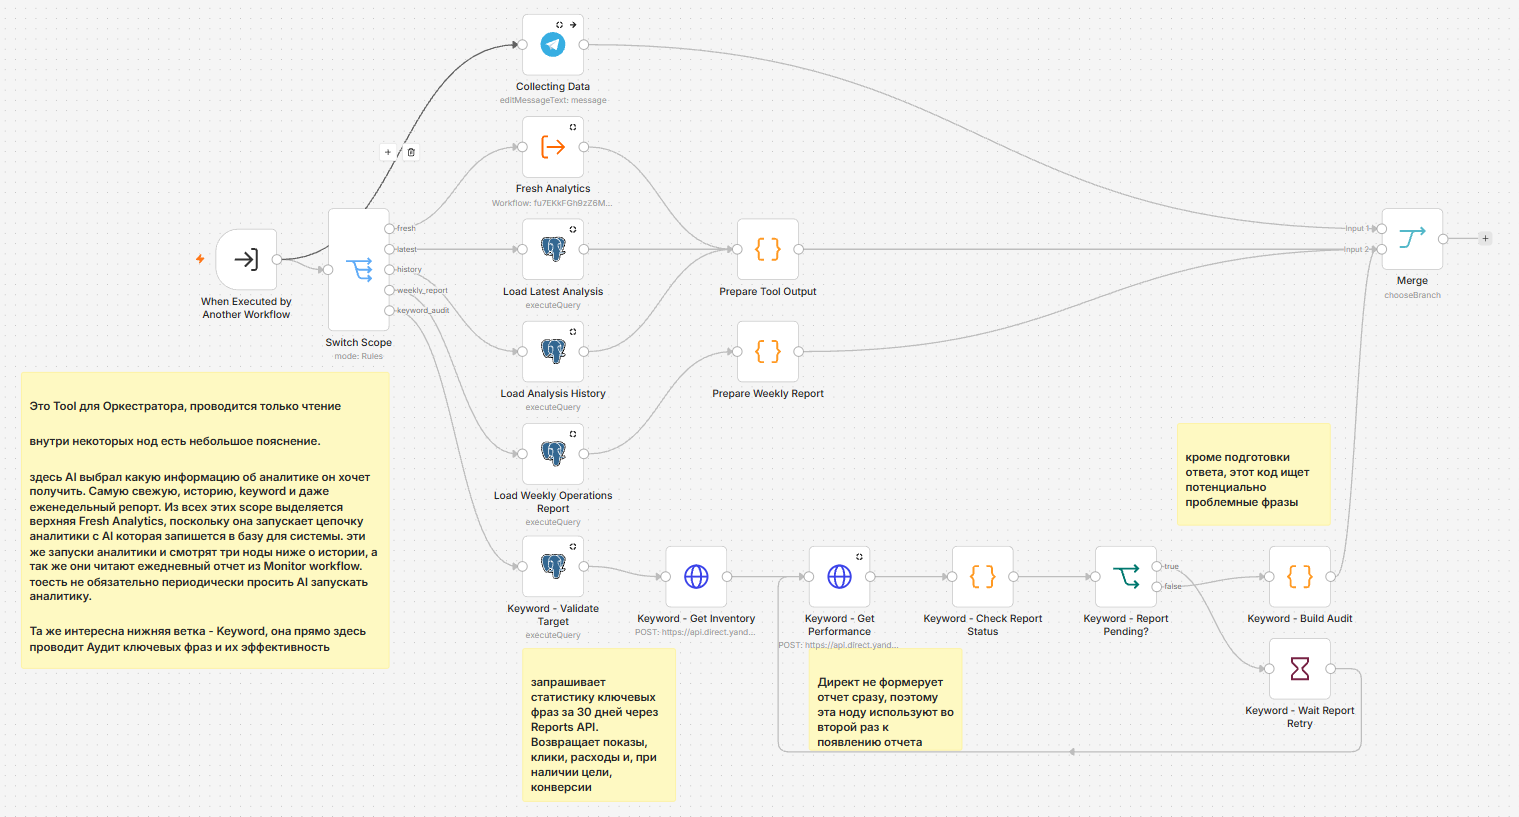 Collecting Data
editMessageText: message
Fresh Analytics
Workflow: fu7EKkFGh9zZ6M...
When Executed by
Another Workflow
fresh
latest
history
weekly_report
keyword_audit
Switch Scope
mode: Rules
Load Latest Analysis
executeQuery
Prepare Tool Output
Input 1
Input 2
Merge
chooseBranch
Load Analysis History
executeQuery
Prepare Weekly Report
Load Weekly Operations
Report
executeQuery
Это Tool для Оркестратора, проводится только чтение
внутри некоторых нод есть небольшое пояснение.
здесь AI выбрал какую информацию об аналитике он хочет
получить. Самую свежую, историю, keyword и даже
еженедельный репорт. Из всех этих scope выделяется
верхняя Fresh Analytics, поскольку она запускает цепочку
аналитики с AI которая запишется в базу для системы. эти
же запуски аналитики и смотрят три ноды ниже о истории, а
так же они читают ежедневный отчет из Monitor workflow.
тоесть не обязательно периодически просить AI запускать
аналитику.
Та же интересна нижняя ветка - Keyword, она прямо здесь
проводит Аудит ключевых фраз и их эффективность
кроме подготовки
ответа, этот код ищет
потенциально
проблемные фразы
Keyword - Validate
Target
executeQuery
Keyword - Get Inventory
POST: https://api.direct.yand...
Keyword - Get
Performance
POST: https://api.direct.yand...
Keyword - Check Report
Status
true
false
Keyword - Report
Pending?
Keyword - Build Audit
Keyword - Wait Report
Retry
запрашивает
статистику ключевых
фраз за 30 дней через
Reports API.
Возвращает показы,
клики, расходы и, при
наличии цели,
конверсии
Директ не формерует
отчет сразу, поэтому
эта ноду используют во
второй раз к
появлению отчета